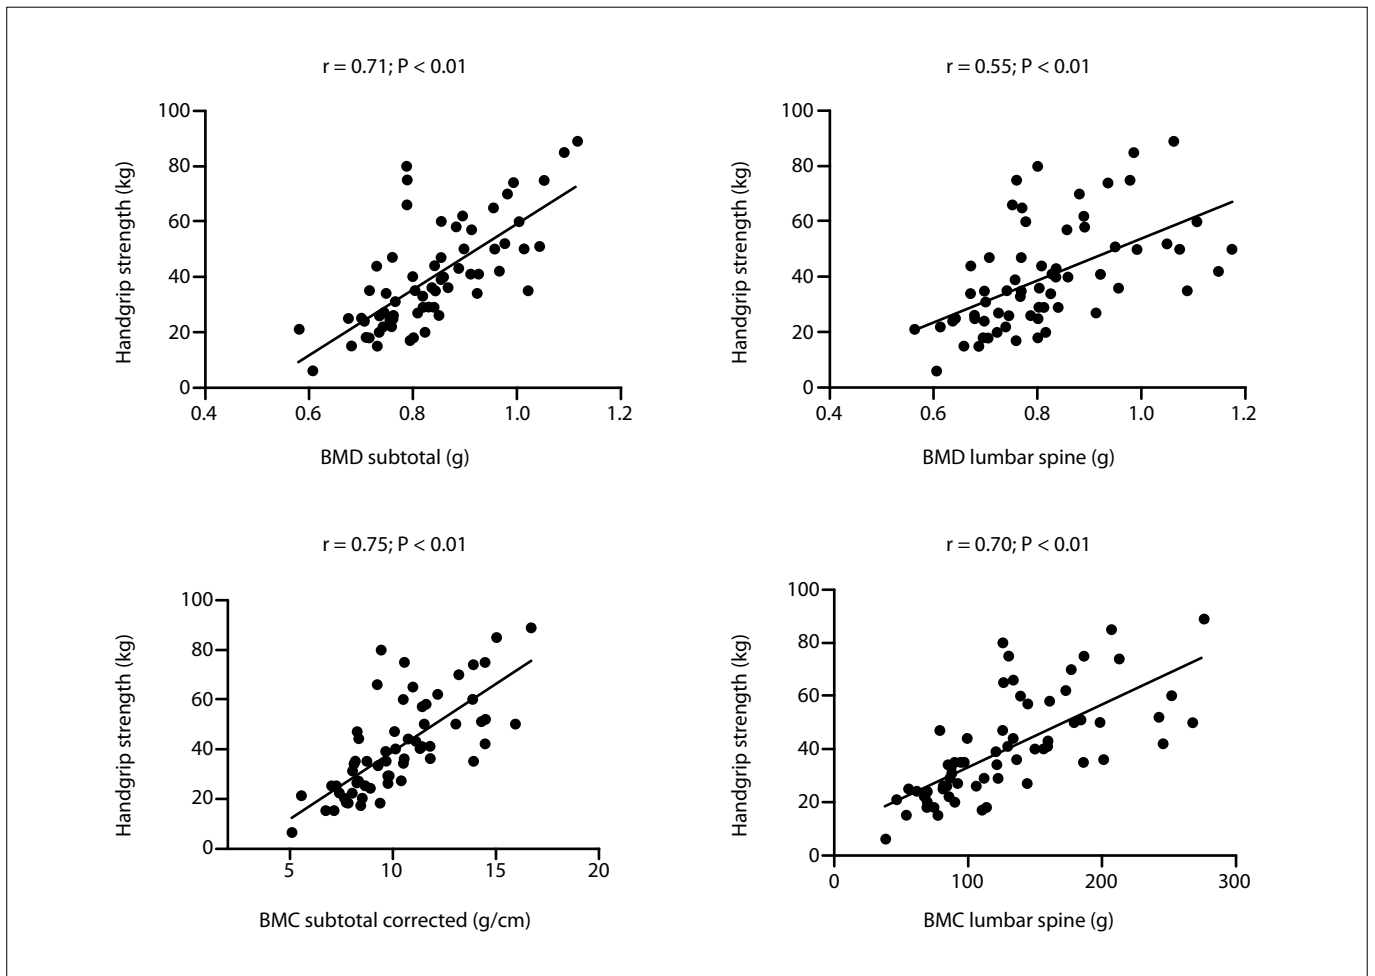 r = 0.71; P < 0.01
100
80
60
40
20
0
Handgrip strength (kg)
0.4 0.6 0.8 1.0 1.2
BMD subtotal (g)
r = 0.55; P < 0.01
100
80
60
40
20
0
Handgrip strength (kg)
0.4 0.6 0.8 1.0 1.2
BMD lumbar spine (g)
r = 0.75; P < 0.01
100
80
60
40
20
0
Handgrip strength (kg)
5 10 15 20
BMC subtotal corrected (g/cm)
r = 0.70; P < 0.01
100
80
60
40
20
0
Handgrip strength (kg)
0 100 200 300
BMC lumbar spine (g)